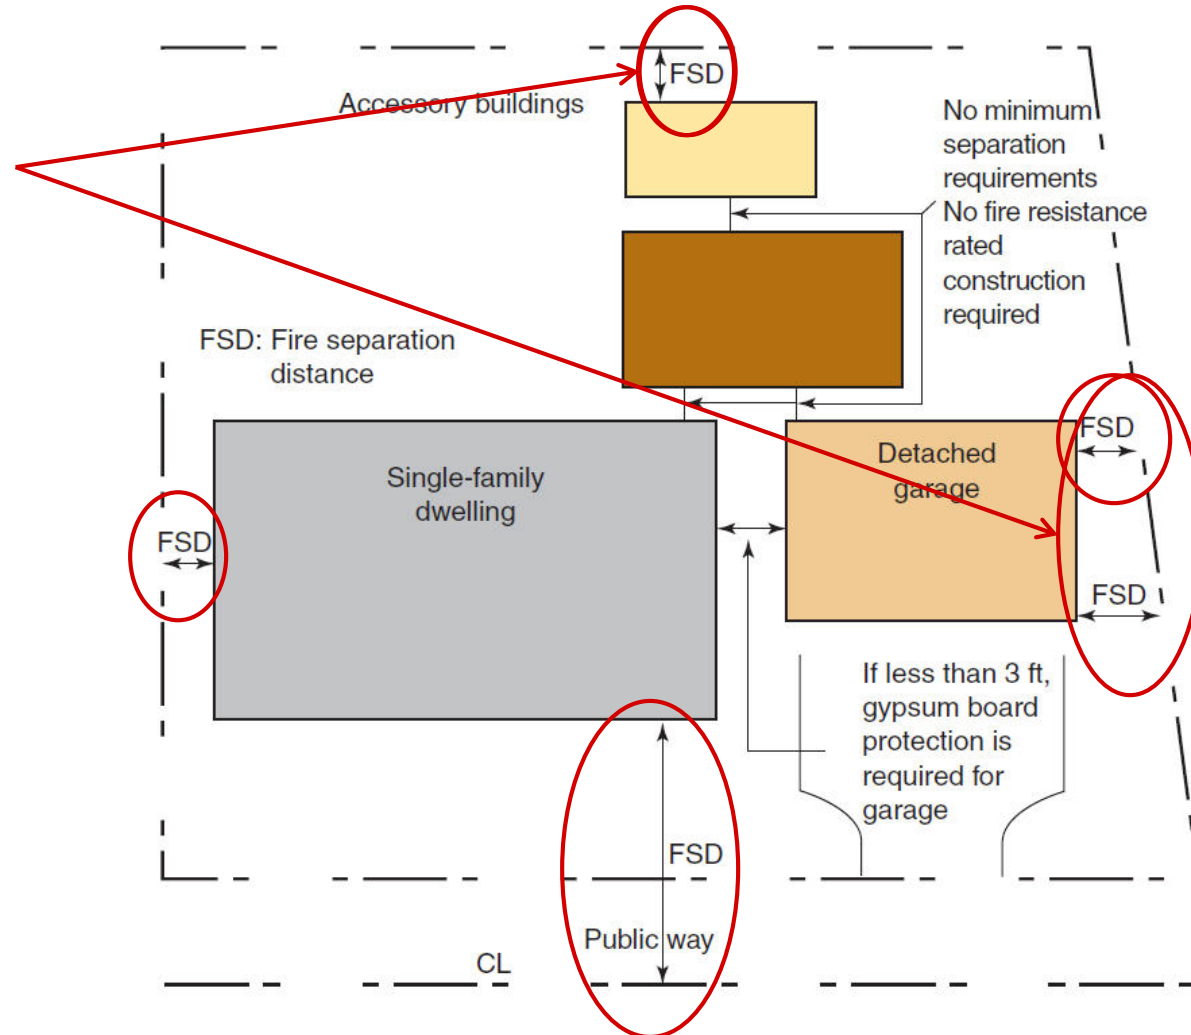 FSD
Accessory buildings
No minimum
separation
requirements
No fire resistance
rated
construction
required
FSD: Fire separation
distance
Single-family
dwelling
Detached
garage
FSD
FSD
FSD
If less than 3 ft,
gypsum board
protection is
required for
garage
FSD
Public way
CL